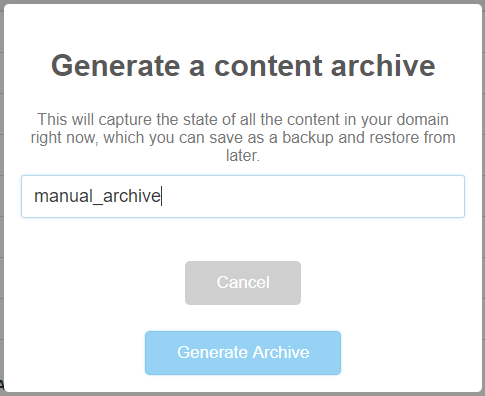 Generate a content archive
This will capture the state of all the content in your domain
right now, which you can save as a backup and restore from
later.
manual_archive
Cancel
Generate Archive